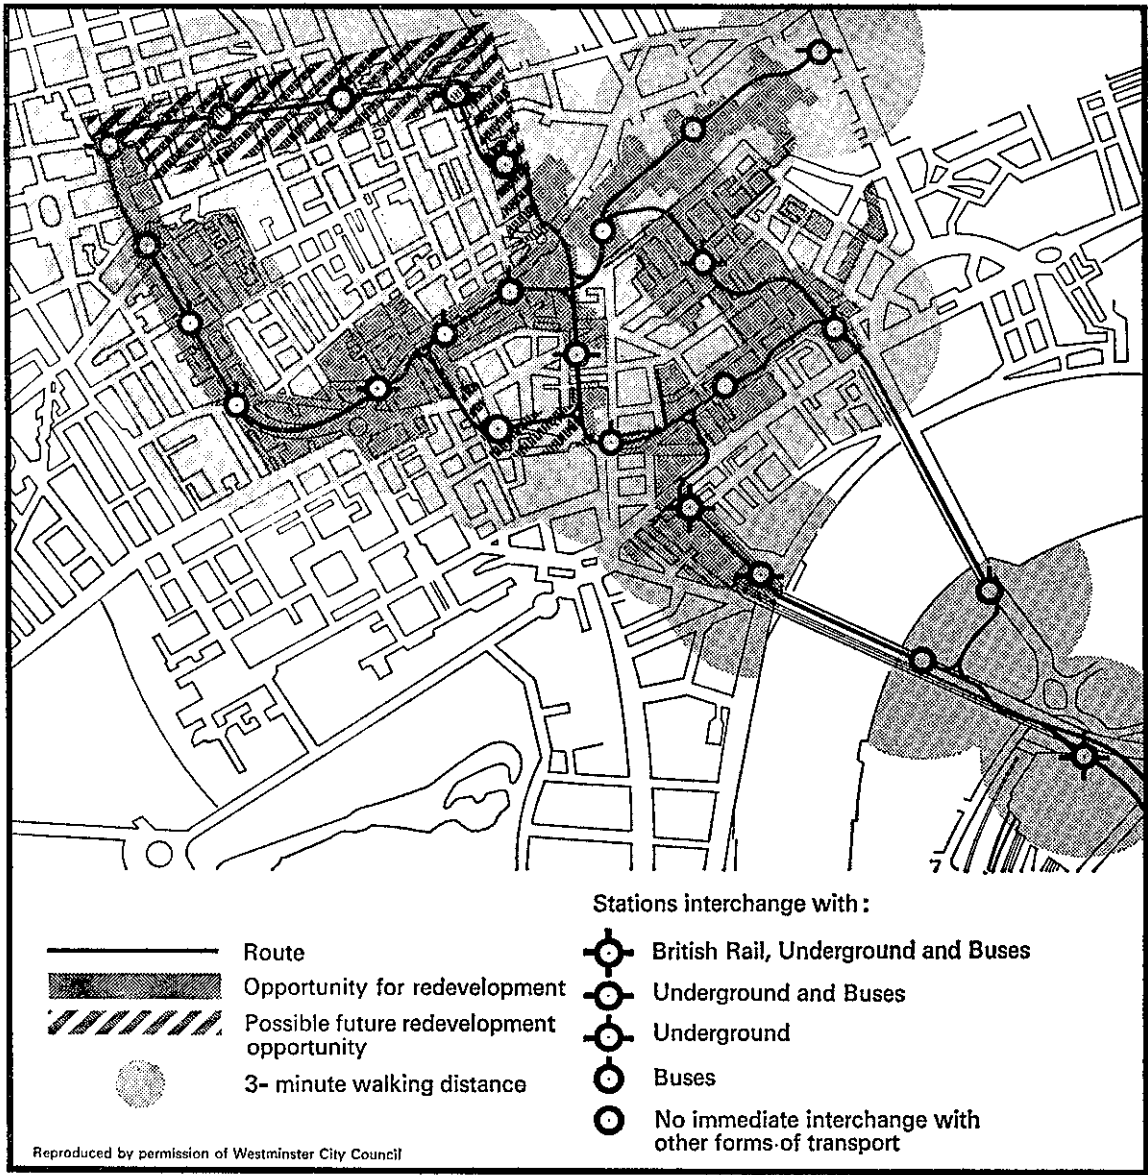 Route
Opportunity for redevelopment
Possible future redevelopment
opportunity
3- minute walking distance
Reproduced by permission of Westminster City Council
Stations interchange with :
British Rail, Underground and Buses
Underground and Buses
Underground
Buses
No immediate interchange with
other forms of transport